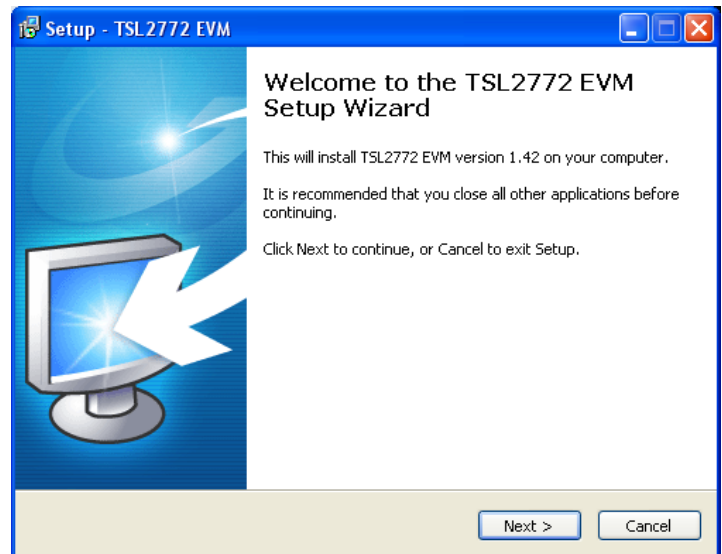 Setup - TSL2772 EVM
Welcome to the TSL2772 EVM
Setup Wizard
This will install TSL2772 EVM version 1.42 on your computer.
It is recommended that you close all other applications before
continuing.
Click Next to continue, or Cancel to exit Setup.
Next >
Cancel